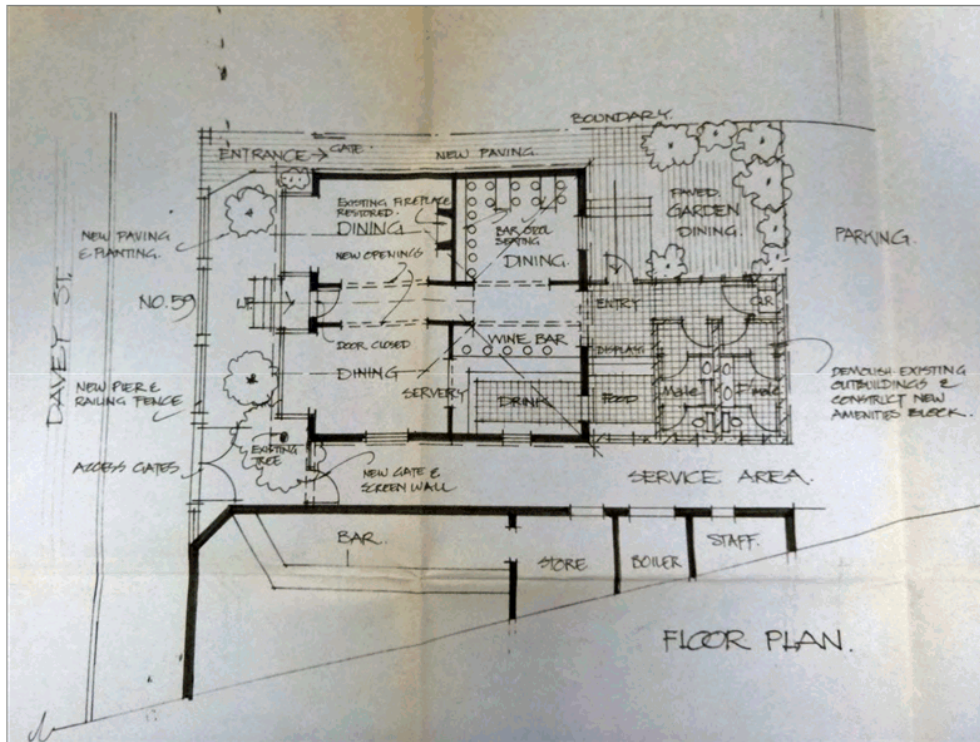 BOUNDARY.
ENTRANCE → GATE.
NEW PAVING.
EXISTING FIREPLACE
RESTORED.
DINING
BAR STOOL
SEATING
DINING.
PAVED
GARDEN
DINING.
PARKING.
NEW PAVING
& PLANTING.
NEW OPENINGS
NO. 59
DAVEY ST.
ENTRY
DOOR CLOSED
WINE BAR
DISPLAY
DINING
SERVERY
DRINK
FOOD
Male
Female
DEMOLISH EXISTING
OUTBUILDINGS &
CONSTRUCT NEW
AMENITIES BLOCK.
NEW PIER &
RAILING FENCE
ACCESS GATES
EXISTING
TREE
NEW GATE &
SCREEN WALL
SERVICE AREA.
BAR.
STORE
BOILER
STAFF.
FLOOR PLAN.